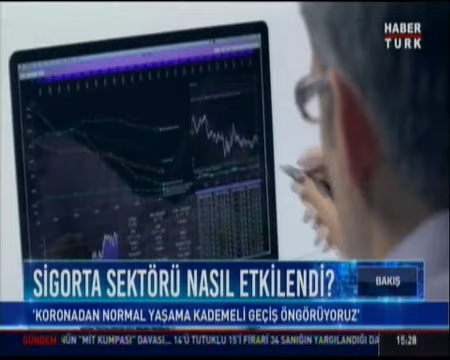 HABER
TÜRK
SİGORTA SEKTÖRÜ NASIL ETKİLENDİ?
BAKIŞ
'KORONADAN NORMAL YAŞAMA KADEMELİ GEÇİŞ ÖNGÖRÜYORUZ'
GÜNDEM: "MİT KUMPASI" DAVASI... 14'Ü TUTUKLU 15'İ FİRARİ 34 SANIĞIN YARGILANDIĞI 15:28